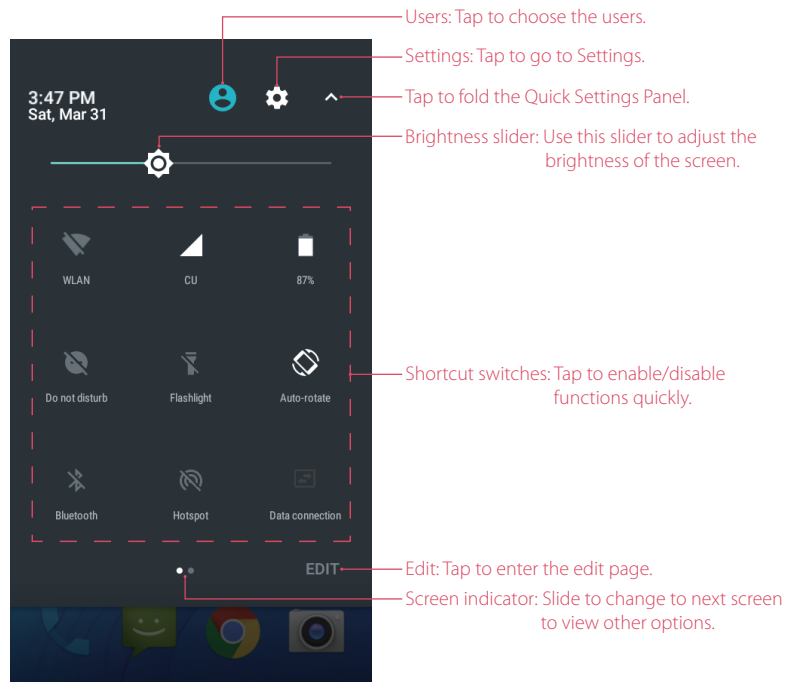 Users: Tap to choose the users.
Settings: Tap to go to Settings.
3:47 PM
Sat, Mar 31
Tap to fold the Quick Settings Panel.
Brightness slider: Use this slider to adjust the
brightness of the screen.
WLAN
CU
87%
Do not disturb
Flashlight
Auto-rotate
Shortcut switches: Tap to enable/disable
functions quickly.
Bluetooth
Hotspot
Data connection
EDIT
Edit: Tap to enter the edit page.
Screen indicator: Slide to change to next screen
to view other options.